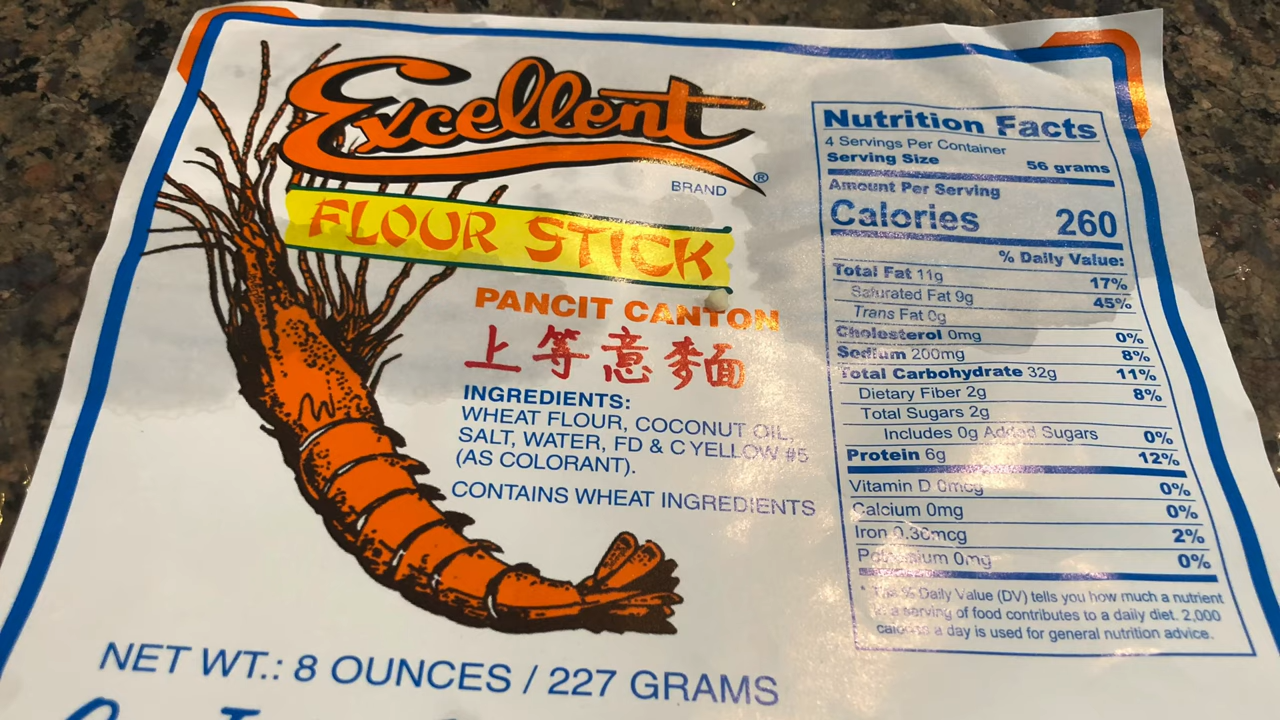 Excellent
®
BRAND
FLOUR STICK
PANCIT CANTON
上等意麵
INGREDIENTS:
WHEAT FLOUR, COCONUT OIL,
SALT, WATER, FD & C YELLOW #5
(AS COLORANT).
CONTAINS WHEAT INGREDIENTS
NET WT.: 8 OUNCES / 227 GRAMS
Nutrition Facts
4 Servings Per Container
Serving Size 56 grams
Amount Per Serving
Calories 260
% Daily Value:
Total Fat 11g 17%
Saturated Fat 9g 45%
Trans Fat 0g
Cholesterol 0mg 0%
Sodium 200mg 8%
Total Carbohydrate 32g 11%
Dietary Fiber 2g 8%
Total Sugars 2g
Includes 0g Added Sugars 0%
Protein 6g 12%
Vitamin D 0mcg 0%
Calcium 0mg 0%
Iron 0.36mcg 2%
Potassium 0mg 0%
* The % Daily Value (DV) tells you how much a nutrient
in a serving of food contributes to a daily diet. 2,000
calories a day is used for general nutrition advice.